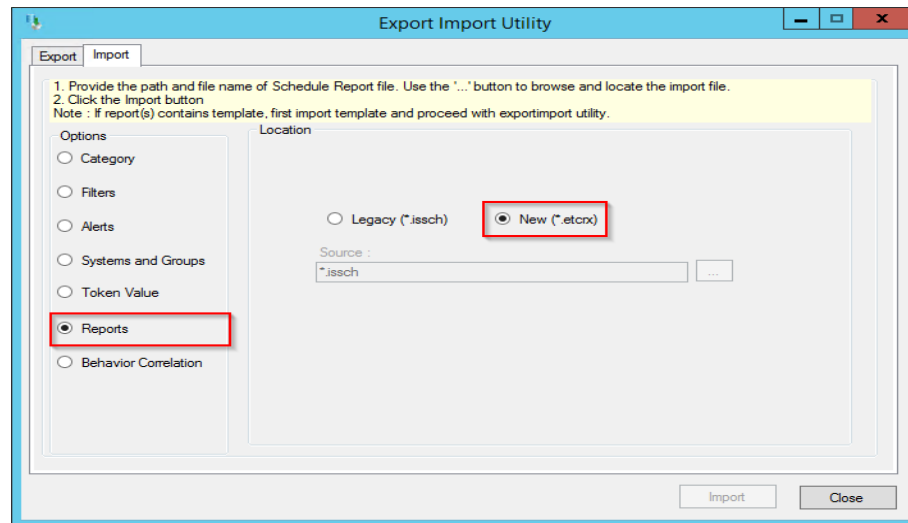 Export Import Utility
Export
Import
1. Provide the path and file name of Schedule Report file. Use the '...' button to browse and locate the import file.
2. Click the Import button
Note : If report(s) contains template, first import template and proceed with exportimport utility.
Options
Category
Filters
Alerts
Systems and Groups
Token Value
Reports
Behavior Correlation
Location
Legacy (*.issch)
New (*.etcrx)
Source :
*.issch
...
Import
Close